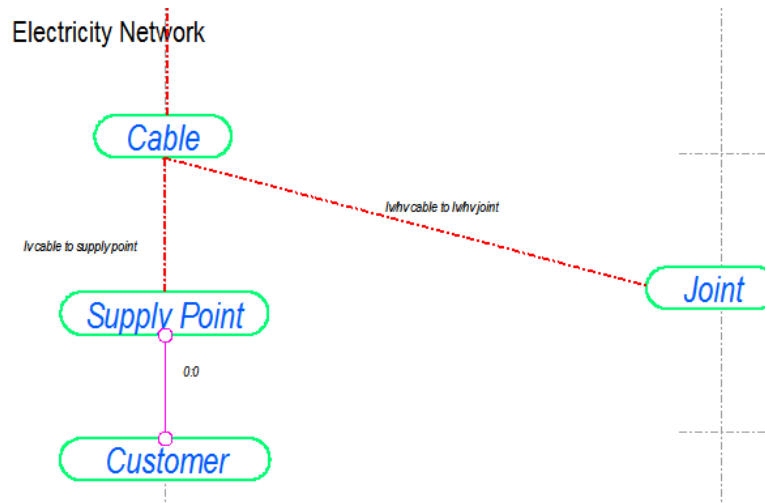 Electricity Network
Cable
lvhv cable to lvhv joint
lv cable to supply point
Joint
Supply Point
0:0
Customer